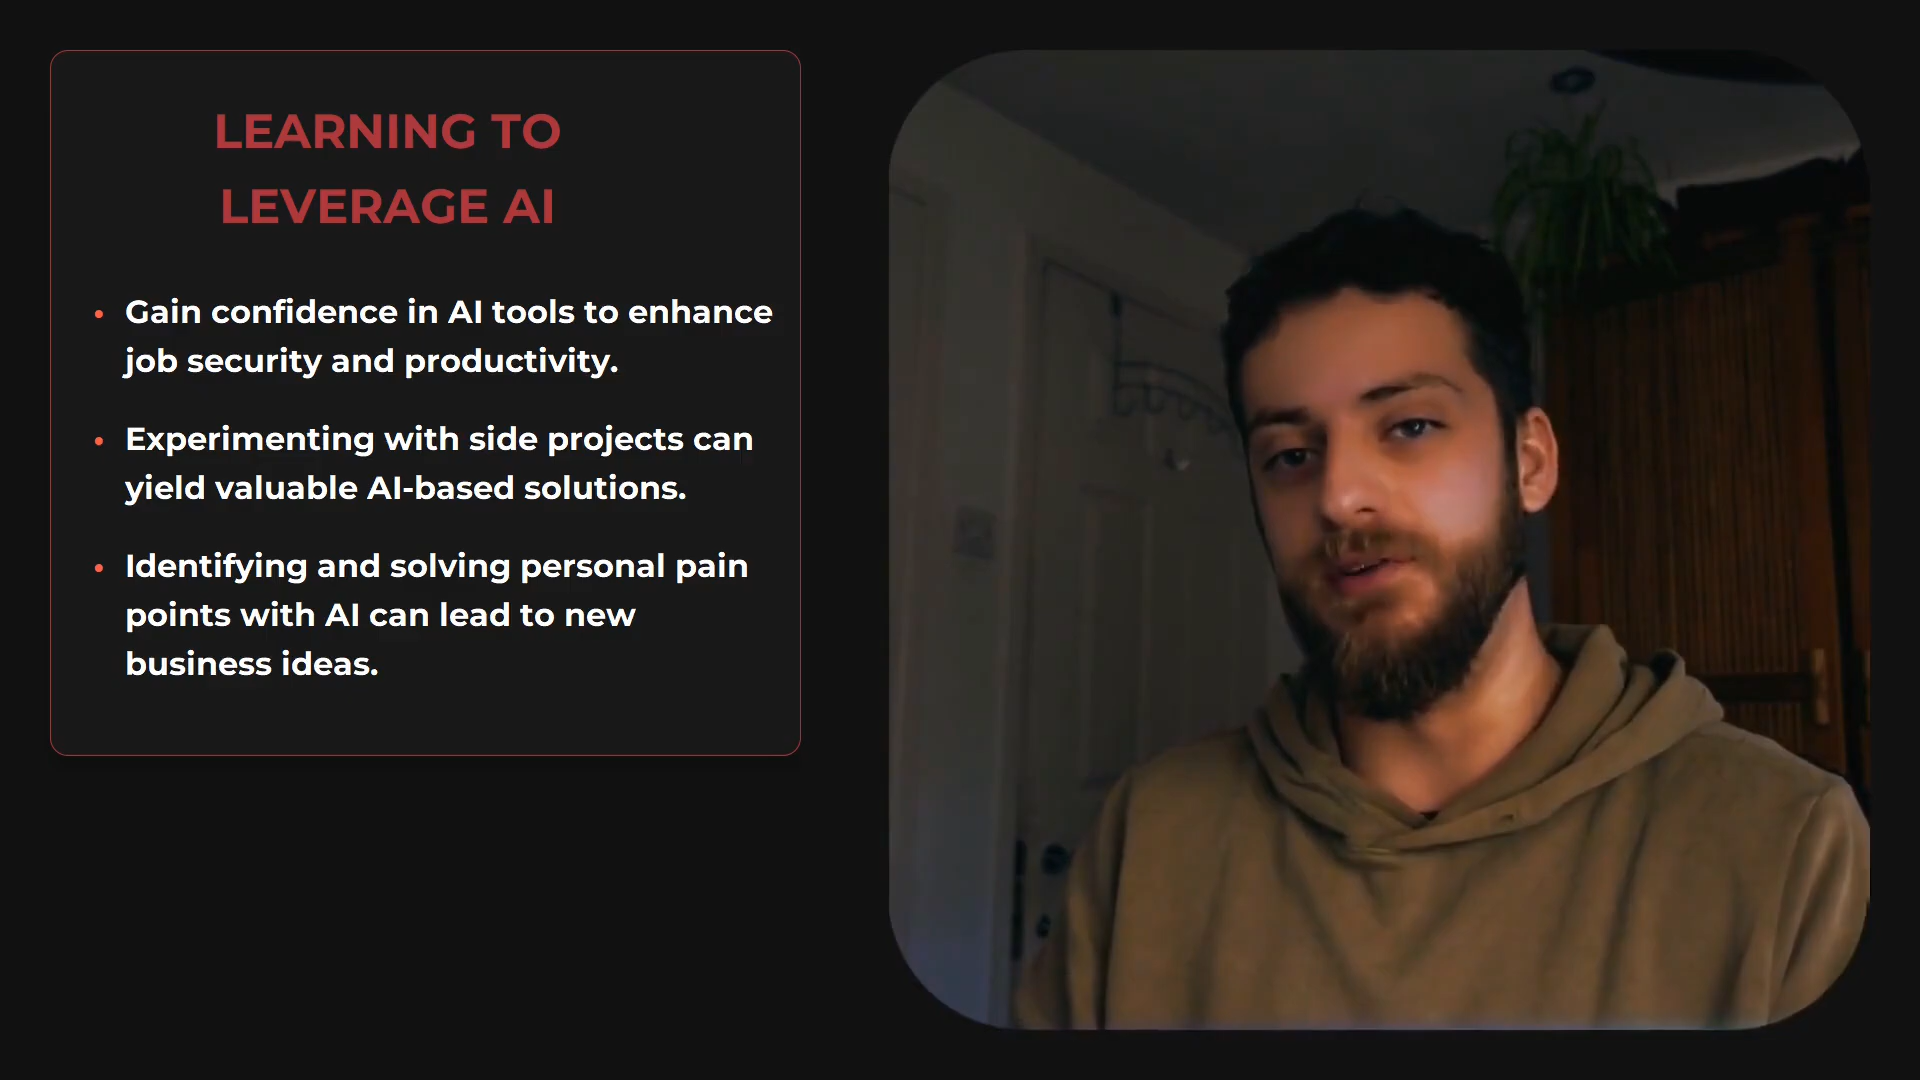 LEARNING TO
LEVERAGE AI
Gain confidence in AI tools to enhance
job security and productivity.
Experimenting with side projects can
yield valuable AI-based solutions.
Identifying and solving personal pain
points with AI can lead to new
business ideas.